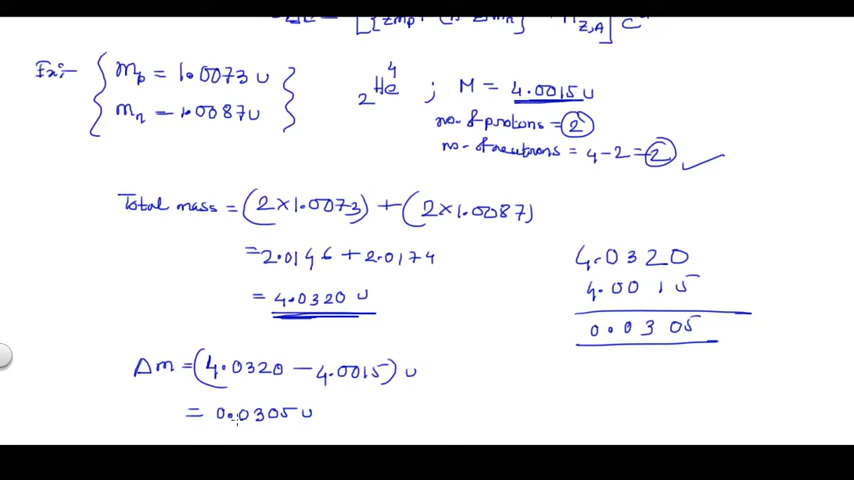 Ex:- { mp = 1.0073 u
mn = 1.0087u }
₂He⁴ ; M = 4.0015u
no. of protons = 2
no. of neutrons = 4-2 = 2
Total mass = (2×1.0073) + (2×1.0087)
= 2.0146 + 2.0174
= 4.0320 u
4.0320
4.0015
0.0305
Δm = (4.0320 - 4.0015) u
= 0.0305 u